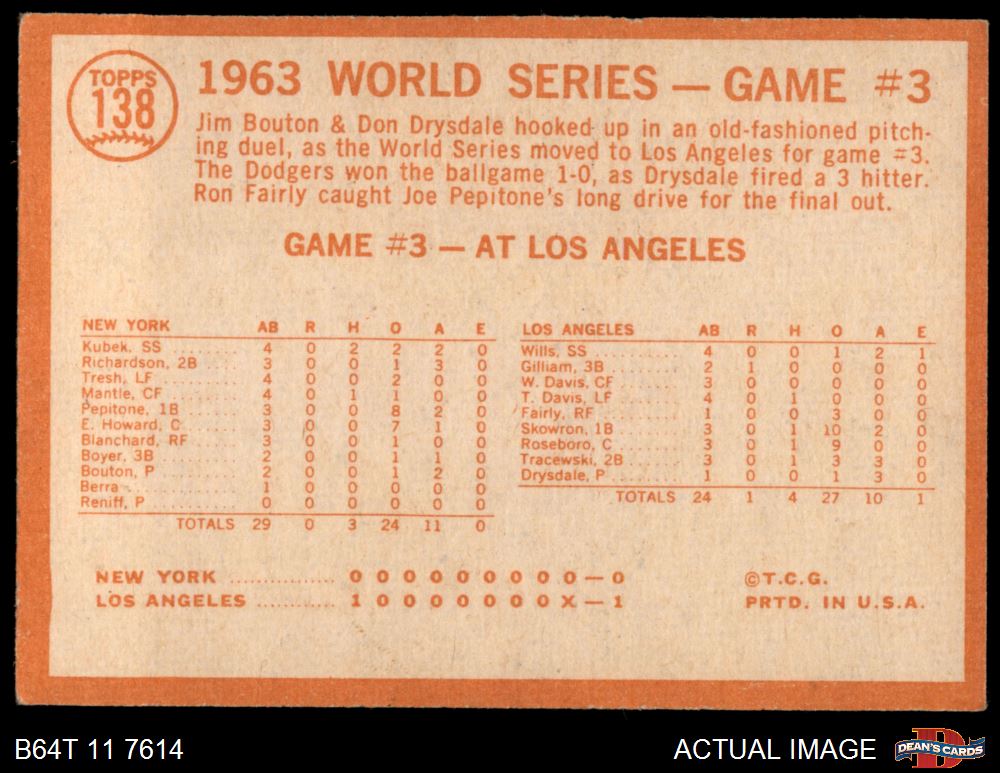 TOPPS
138
1963 WORLD SERIES — GAME #3
Jim Bouton & Don Drysdale hooked up in an old-fashioned pitch-
ing duel, as the World Series moved to Los Angeles for game #3.
The Dodgers won the ballgame 1-0, as Drysdale fired a 3 hitter.
Ron Fairly caught Joe Pepitone's long drive for the final out.
GAME #3 — AT LOS ANGELES
NEW YORK AB R H O A E
Kubek, SS 4 0 2 2 2 0
Richardson, 2B 3 0 0 1 3 0
Tresh, LF 4 0 0 2 0 0
Mantle, CF 4 0 1 1 0 0
Pepitone, 1B 3 0 0 8 2 0
E. Howard, C 3 0 0 7 1 0
Blanchard, RF 3 0 0 1 0 0
Boyer, 3B 2 0 0 1 1 0
Bouton, P 2 0 0 1 2 0
Berra 1 0 0 0 0 0
Reniff, P 0 0 0 0 0 0
TOTALS 29 0 3 24 11 0
LOS ANGELES AB R H O A E
Wills, SS 4 0 0 1 2 1
Gilliam, 3B 2 1 0 0 0 0
W. Davis, CF 3 0 0 0 0 0
T. Davis, LF 4 0 1 0 0 0
Fairly, RF 1 0 0 3 0 0
Skowron, 1B 3 0 1 10 2 0
Roseboro, C 3 0 1 9 0 0
Tracewski, 2B 3 0 1 3 3 0
Drysdale, P 1 0 0 1 3 0
TOTALS 24 1 4 27 10 1
NEW YORK 0 0 0 0 0 0 0 0 0 — 0
LOS ANGELES 1 0 0 0 0 0 0 0 X — 1
©T.C.G.
PRTD. IN U.S.A.
B64T 11 7614
ACTUAL IMAGE
D
DEAN'S CARDS